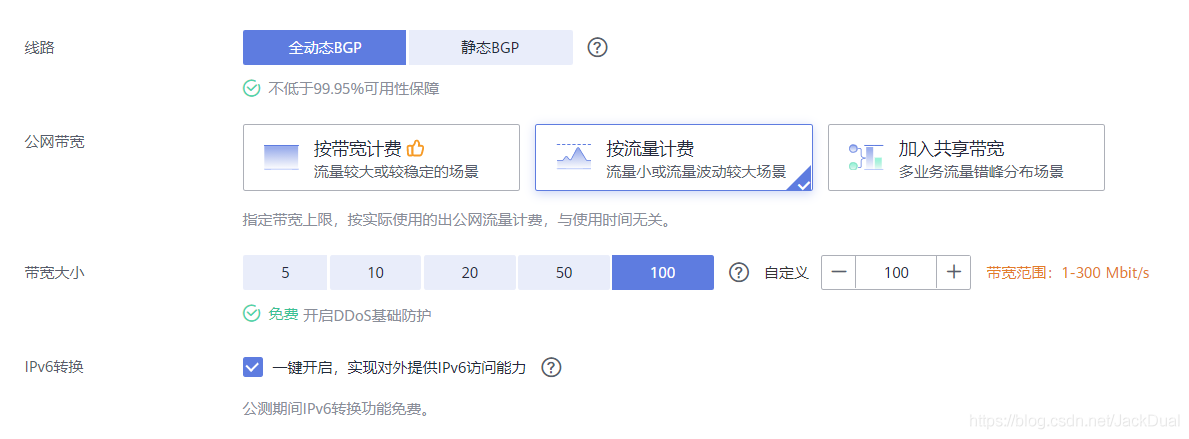 线路
全动态BGP
静态BGP
不低于99.95%可用性保障
公网带宽
按带宽计费
流量较大或较稳定的场景
按流量计费
流量小或流量波动较大场景
加入共享带宽
多业务流量错峰分布场景
指定带宽上限，按实际使用的出公网流量计费，与使用时间无关。
带宽大小
5
10
20
50
100
?
自定义
100
带宽范围：1-300 Mbit/s
免费 开启DDoS基础防护
IPv6转换
一键开启，实现对外提供IPv6访问能力
公测期间IPv6转换功能免费。
https://blog.csdn.net/JackDual